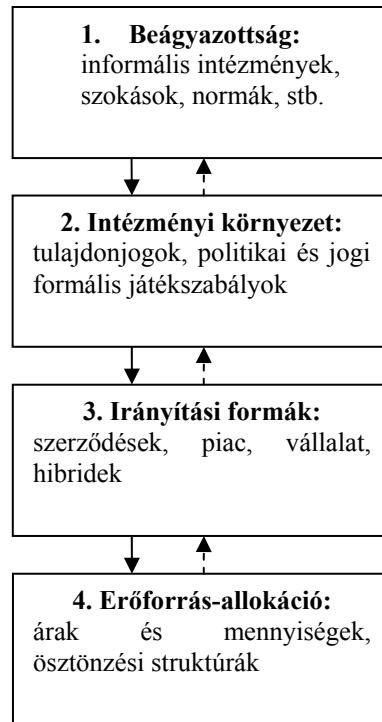 1. Beágyazottság:
informális intézmények,
szokások, normák, stb.
2. Intézményi környezet:
tulajdonjogok, politikai és jogi
formális játékszabályok
3. Irányítási formák:
szerződések, piac, vállalat,
hibridek
4. Erőforrás-allokáció:
árak és mennyiségek,
ösztönzési struktúrák